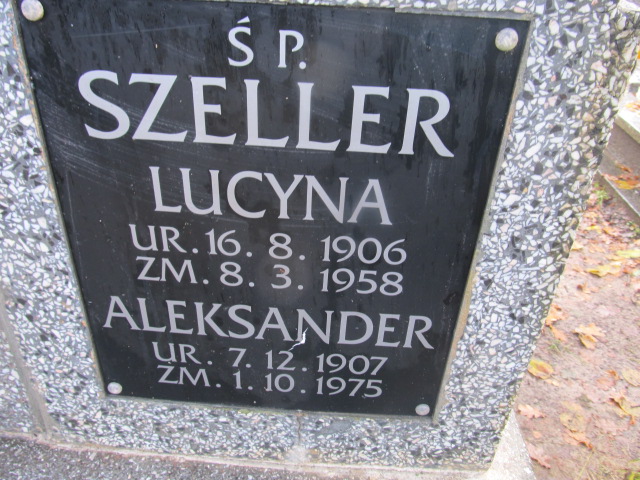 Ś P.
SZELLER
LUCYNA
UR. 16. 8. 1906
ZM. 8. 3. 1958
ALEKSANDER
UR. 7. 12. 1907
ZM. 1. 10. 1975